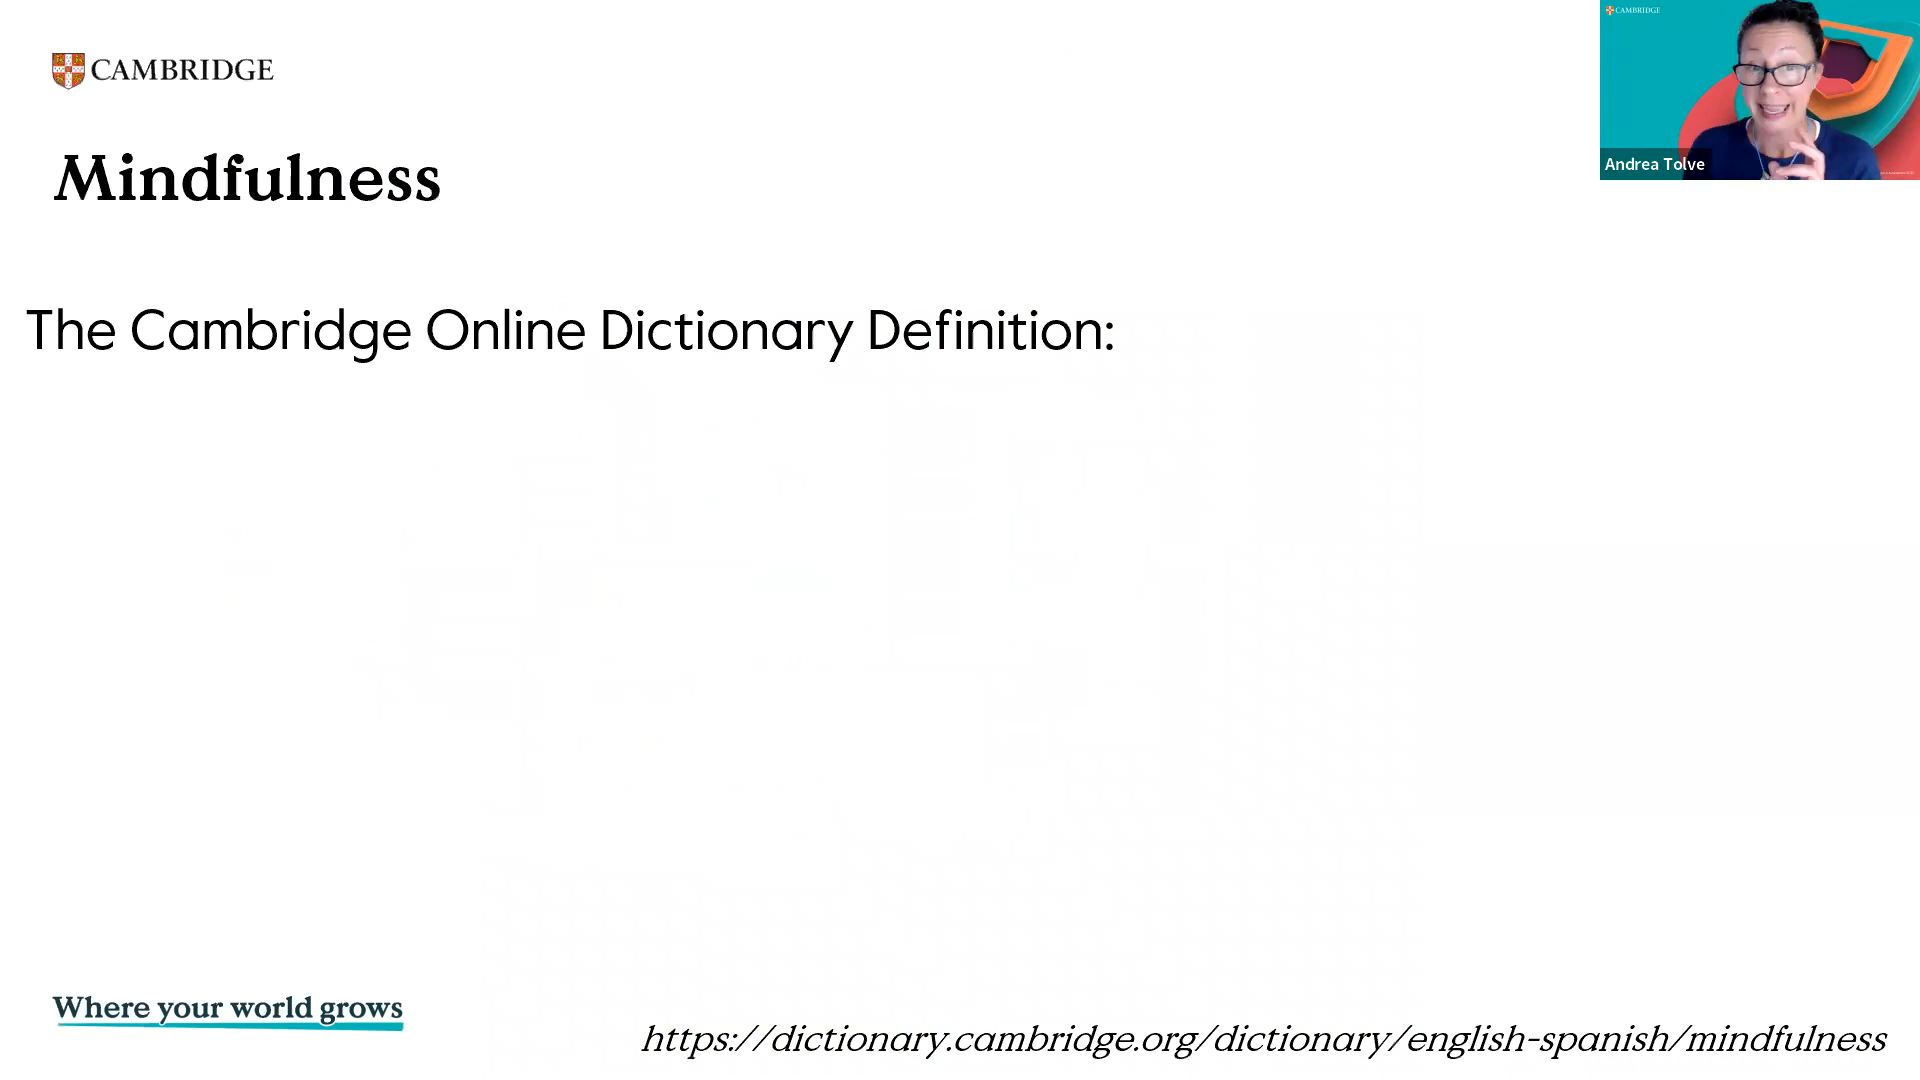 CAMBRIDGE
CAMBRIDGE
Andrea Tolve
Mindfulness
The Cambridge Online Dictionary Definition:
Where your world grows
https://dictionary.cambridge.org/dictionary/english-spanish/mindfulness